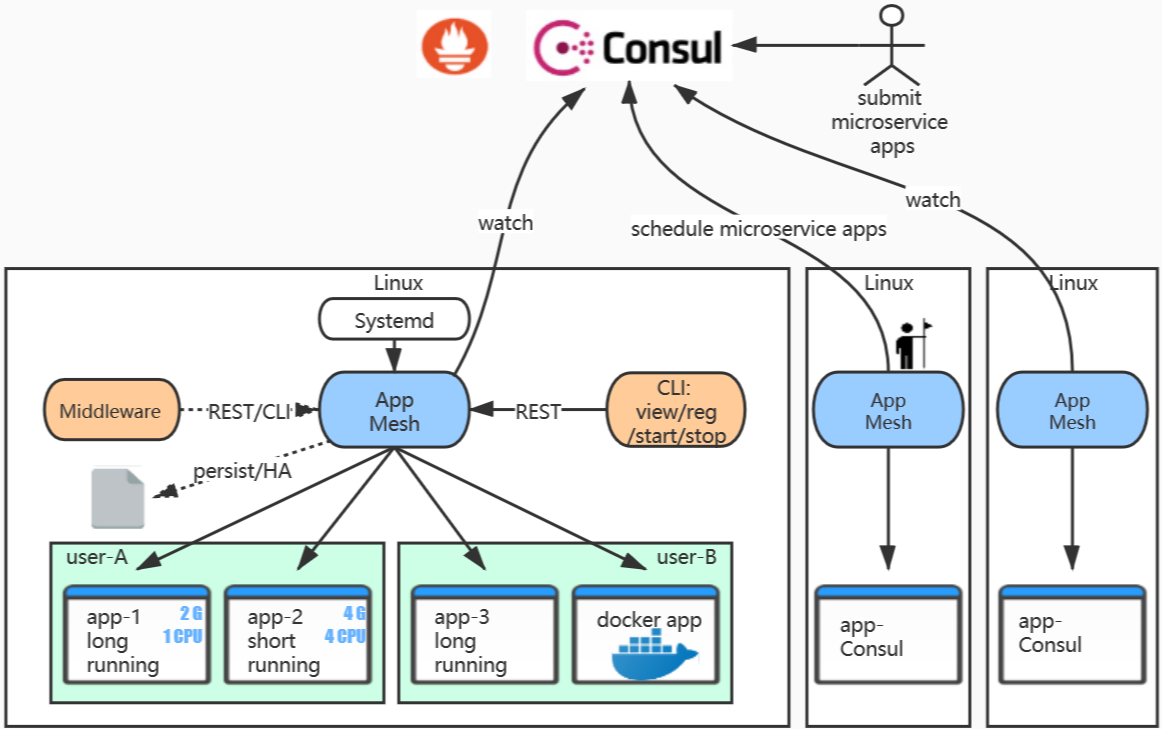 Consul
submit
microservice
apps
watch
schedule microservice apps
watch
Linux
Systemd
Middleware
REST/CLI
App
Mesh
REST
CLI:
view/reg
/start/stop
persist/HA
user-A
app-1
long
running
2 G
1 CPU
app-2
short
running
4 G
4 CPU
user-B
app-3
long
running
docker app
Linux
App
Mesh
app-
Consul
Linux
App
Mesh
app-
Consul